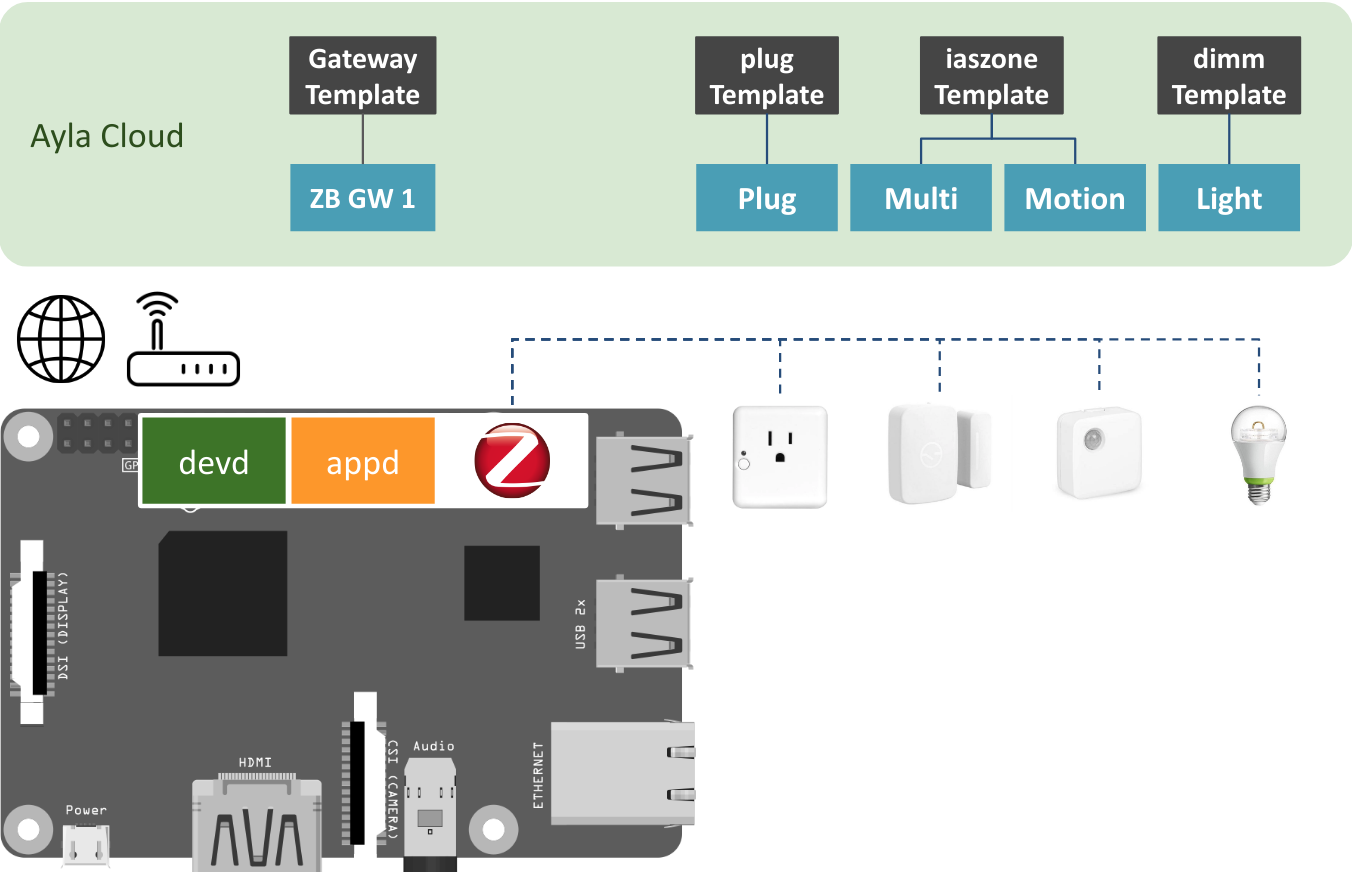 Gateway
Template
plug
Template
iaszone
Template
dimm
Template
Ayla Cloud
ZB GW 1
Plug
Multi
Motion
Light
devd
appd
GP
DSI (DISPLAY)
USB 2x
HDMI
CSI (CAMERA)
Audio
ETHERNET
Power